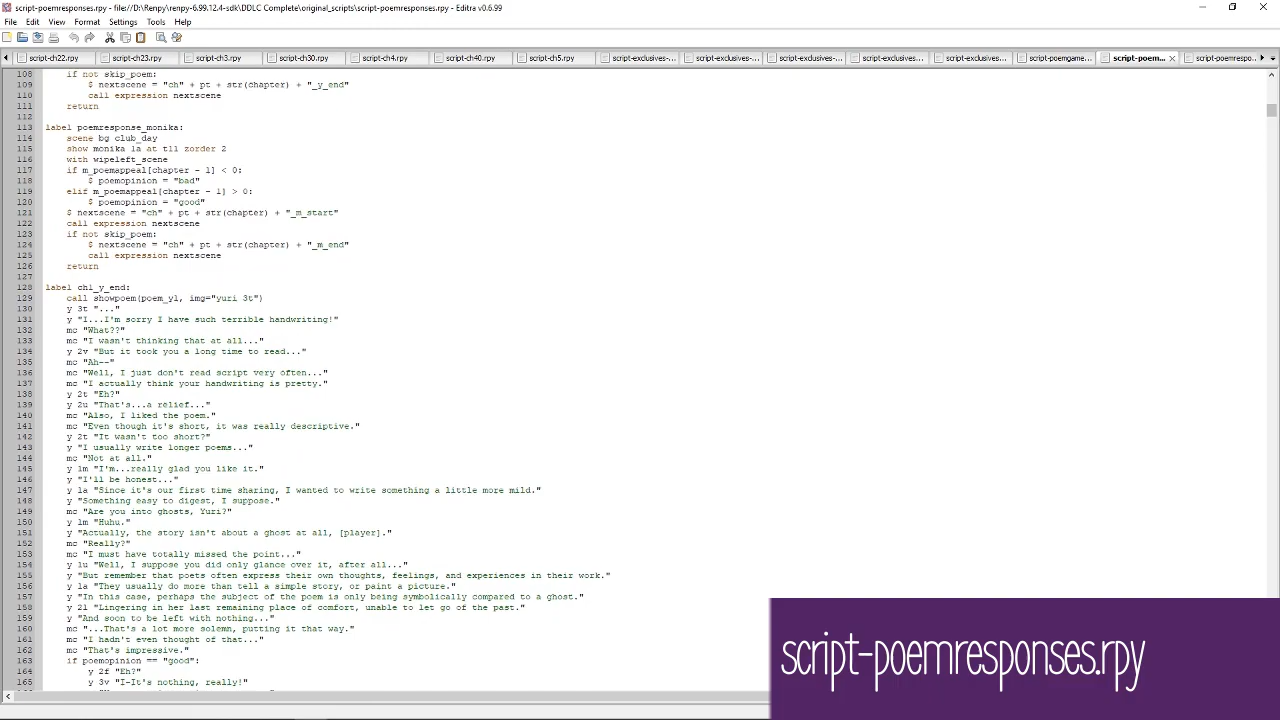 script-poemresponses.rpy - file://D:\Renpy\renpy-6.99.12.4-sdk\DDLC Complete\original_scripts\script-poemresponses.rpy - Editra v0.6.99
File Edit View Format Settings Tools Help
script-ch22.rpy script-ch23.rpy script-ch3.rpy script-ch30.rpy script-ch4.rpy script-ch40.rpy script-ch5.rpy script-exclusives-... script-exclusives-... script-exclusives-... script-exclusives... script-exclusives... script-poemgame... script-poem... script-poemrespo...
108 if not skip_poem:
109 $ nextscene = "ch" + pt + str(chapter) + "_y_end"
110 call expression nextscene
111 return
112
113 label poemresponse_monika:
114 scene bg club_day
115 show monika 1a at t11 zorder 2
116 with wipeleft_scene
117 if m_poemappeal[chapter - 1] < 0:
118 $ poemopinion = "bad"
119 elif m_poemappeal[chapter - 1] > 0:
120 $ poemopinion = "good"
121 $ nextscene = "ch" + pt + str(chapter) + "_m_start"
122 call expression nextscene
123 if not skip_poem:
124 $ nextscene = "ch" + pt + str(chapter) + "_m_end"
125 call expression nextscene
126 return
127
128 label ch1_y_end:
129 call showpoem(poem_y1, img="yuri 3t")
130 y 3t "..."
131 y "I...I'm sorry I have such terrible handwriting!"
132 mc "What??"
133 mc "I wasn't thinking that at all..."
134 y 2v "But it took you a long time to read..."
135 mc "Ah--"
136 mc "Well, I just don't read script very often..."
137 mc "I actually think your handwriting is pretty."
138 y 2t "Eh?"
139 y 2u "That's...a relief..."
140 mc "Also, I liked the poem."
141 mc "Even though it's short, it was really descriptive."
142 y 2t "It wasn't too short?"
143 y "I usually write longer poems..."
144 mc "Not at all."
145 y 1m "I'm...really glad you like it."
146 y "I'll be honest..."
147 y 1a "Since it's our first time sharing, I wanted to write something a little more mild."
148 y "Something easy to digest, I suppose."
149 mc "Are you into ghosts, Yuri?"
150 y 1m "Huhu."
151 y "Actually, the story isn't about a ghost at all, [player]."
152 mc "Really?"
153 mc "I must have totally missed the point..."
154 y 1u "Well, I suppose you did only glance over it, after all..."
155 y "But remember that poets often express their own thoughts, feelings, and experiences in their work."
156 y 1a "They usually do more than tell a simple story, or paint a picture."
157 y "In this case, perhaps the subject of the poem is only being symbolically compared to a ghost."
158 y 2l "Lingering in her last remaining place of comfort, unable to let go of the past."
159 y "And soon to be left with nothing..."
160 mc "...That's a lot more solemn, putting it that way."
161 mc "I hadn't even thought of that..."
162 mc "That's impressive."
163 if poemopinion == "good":
164 y 2f "Eh?"
165 y 3v "I-It's nothing, really!"
script-poemresponses.rpy